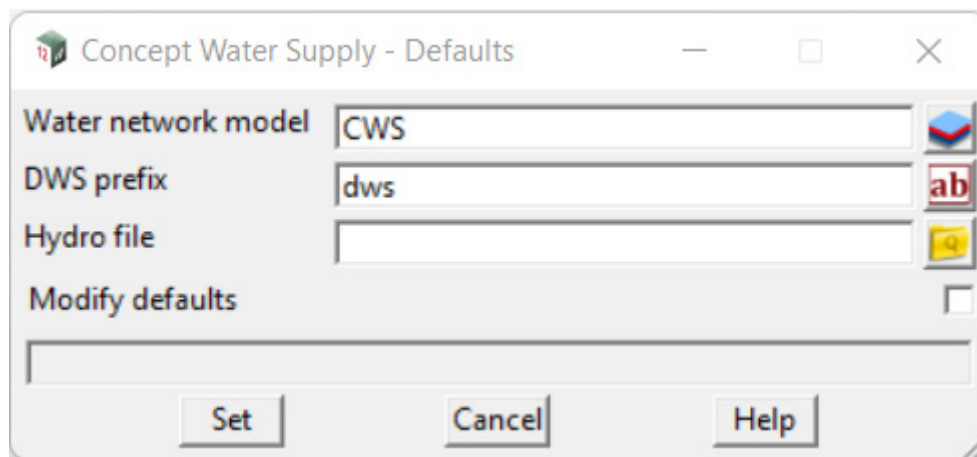 12d Concept Water Supply - Defaults
Water network model CWS
DWS prefix dws ab
Hydro file
Modify defaults
Set Cancel Help